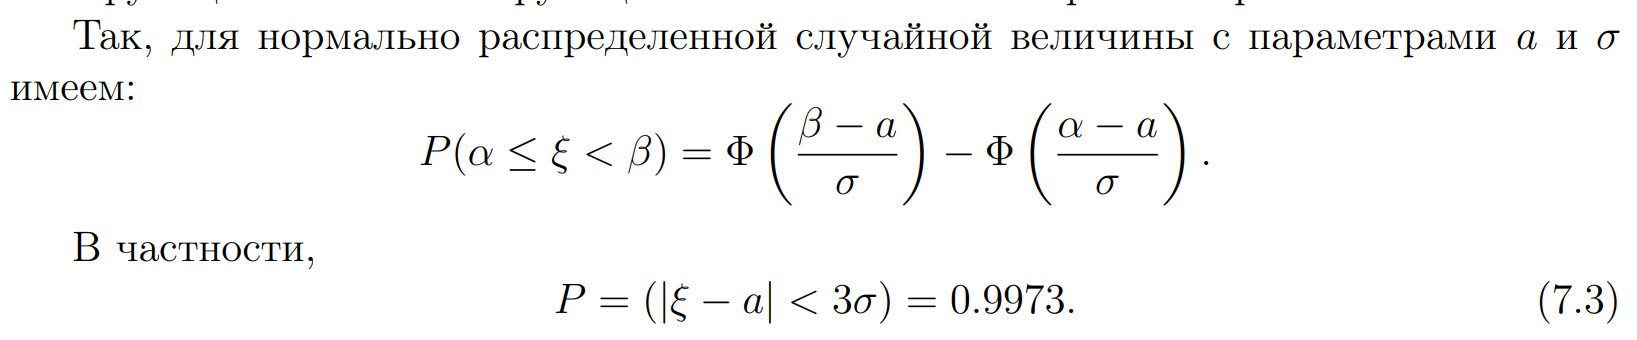 Так, для нормально распределенной случайной величины с параметрами a и σ
имеем:
P(α ≤ ξ < β) = Φ((β − a)/σ) − Φ((α − a)/σ).
В частности,
P = (|ξ − a| < 3σ) = 0.9973. (7.3)